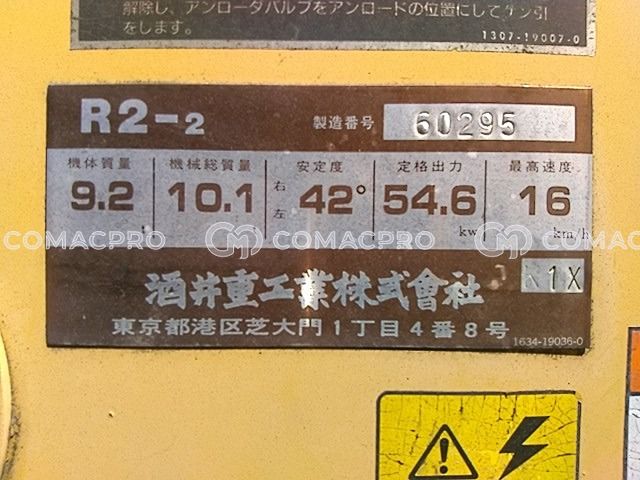 解除し、アンローダバルブをアンロードの位置にしてケン引
をします。
1307-19007-0
R2-2 製造番号 60295
機体質量 機械総質量 安定度 定格出力 最高速度
9.2 10.1 右左 42° 54.6 16
t t kw km/h
COMACPRO COMACPRO COMACPRO
酒井重工業株式會社 1X
東京都港区芝大門1丁目4番8号 1634-19036-0